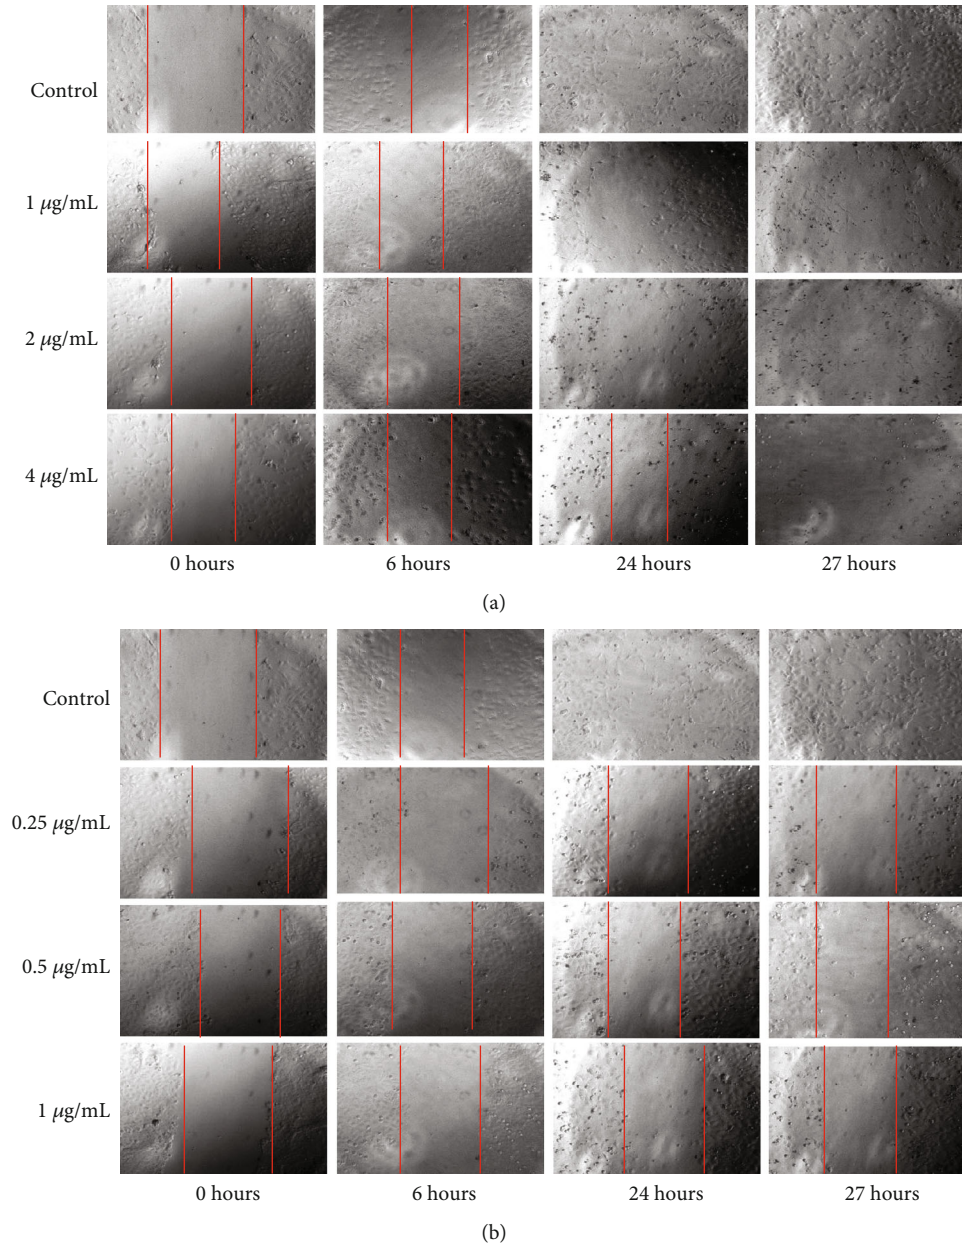 Control
1 µg/mL
2 µg/mL
4 µg/mL
0 hours 6 hours 24 hours 27 hours
(a)
Control
0.25 µg/mL
0.5 µg/mL
1 µg/mL
0 hours 6 hours 24 hours 27 hours
(b)